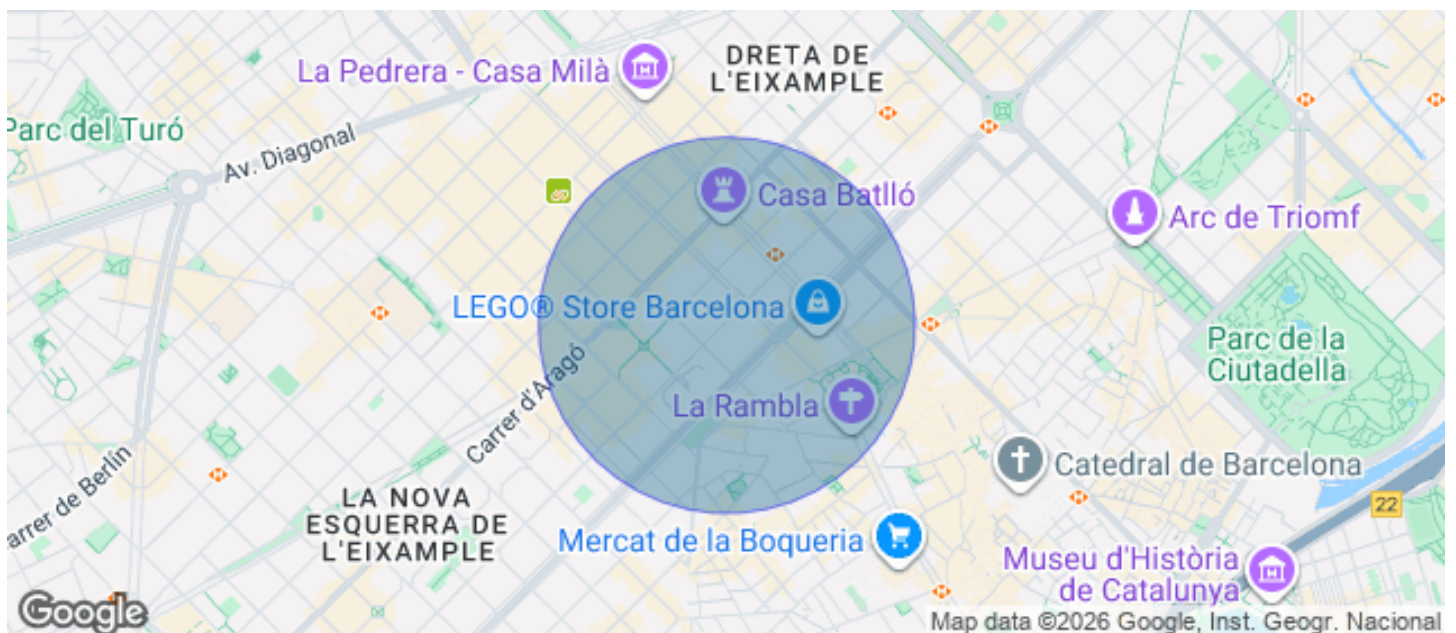 DRETA DE
L'EIXAMPLE
La Pedrera - Casa Milà
Parc del Turó
Av. Diagonal
Casa Batlló
Arc de Triomf
LEGO® Store Barcelona
Parc de la
Ciutadella
Carrer d'Aragó
La Rambla
Catedral de Barcelona
Carrer de Berlín
LA NOVA
ESQUERRA DE
L'EIXAMPLE
22
Mercat de la Boqueria
Museu d'Història
de Catalunya
Google
Map data ©2026 Google, Inst. Geogr. Nacional